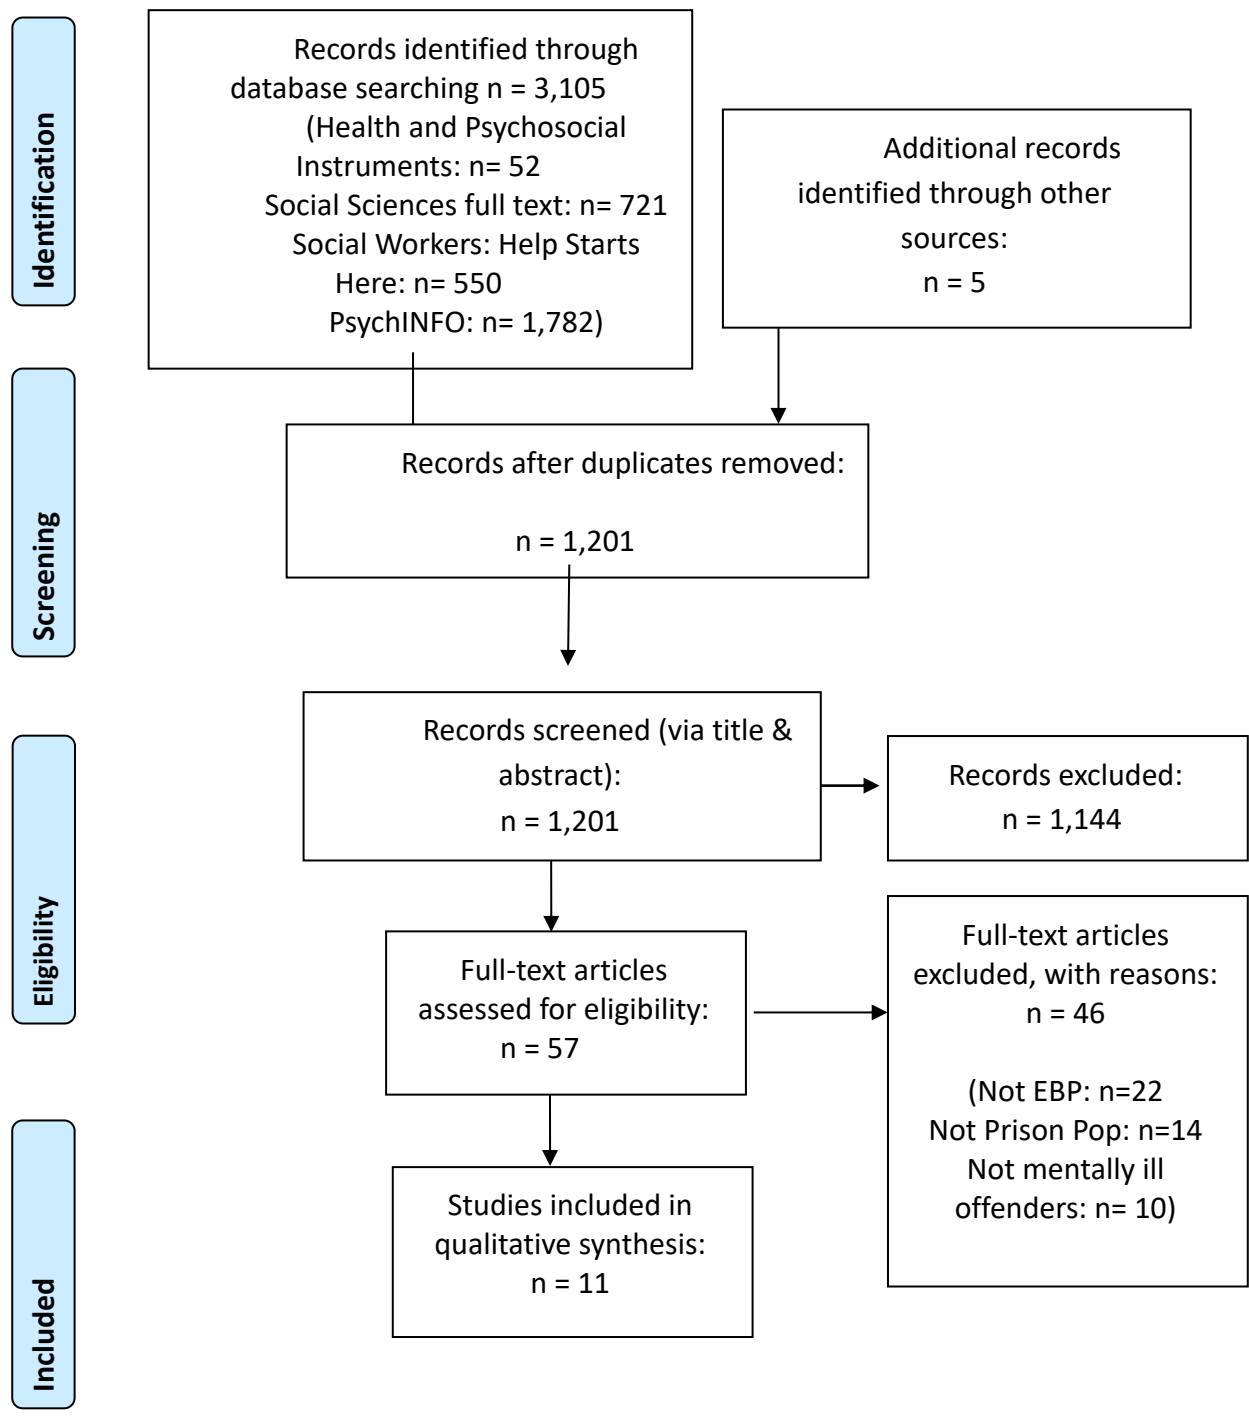 Identification
Records identified through
database searching n = 3,105
(Health and Psychosocial
Instruments: n= 52
Social Sciences full text: n= 721
Social Workers: Help Starts
Here: n= 550
PsychINFO: n= 1,782)
Additional records
identified through other
sources:
n = 5
Screening
Records after duplicates removed:
n = 1,201
Eligibility
Records screened (via title &
abstract):
n = 1,201
Records excluded:
n = 1,144
Full-text articles
assessed for eligibility:
n = 57
Full-text articles
excluded, with reasons:
n = 46
(Not EBP: n=22
Not Prison Pop: n=14
Not mentally ill
offenders: n= 10)
Included
Studies included in
qualitative synthesis:
n = 11